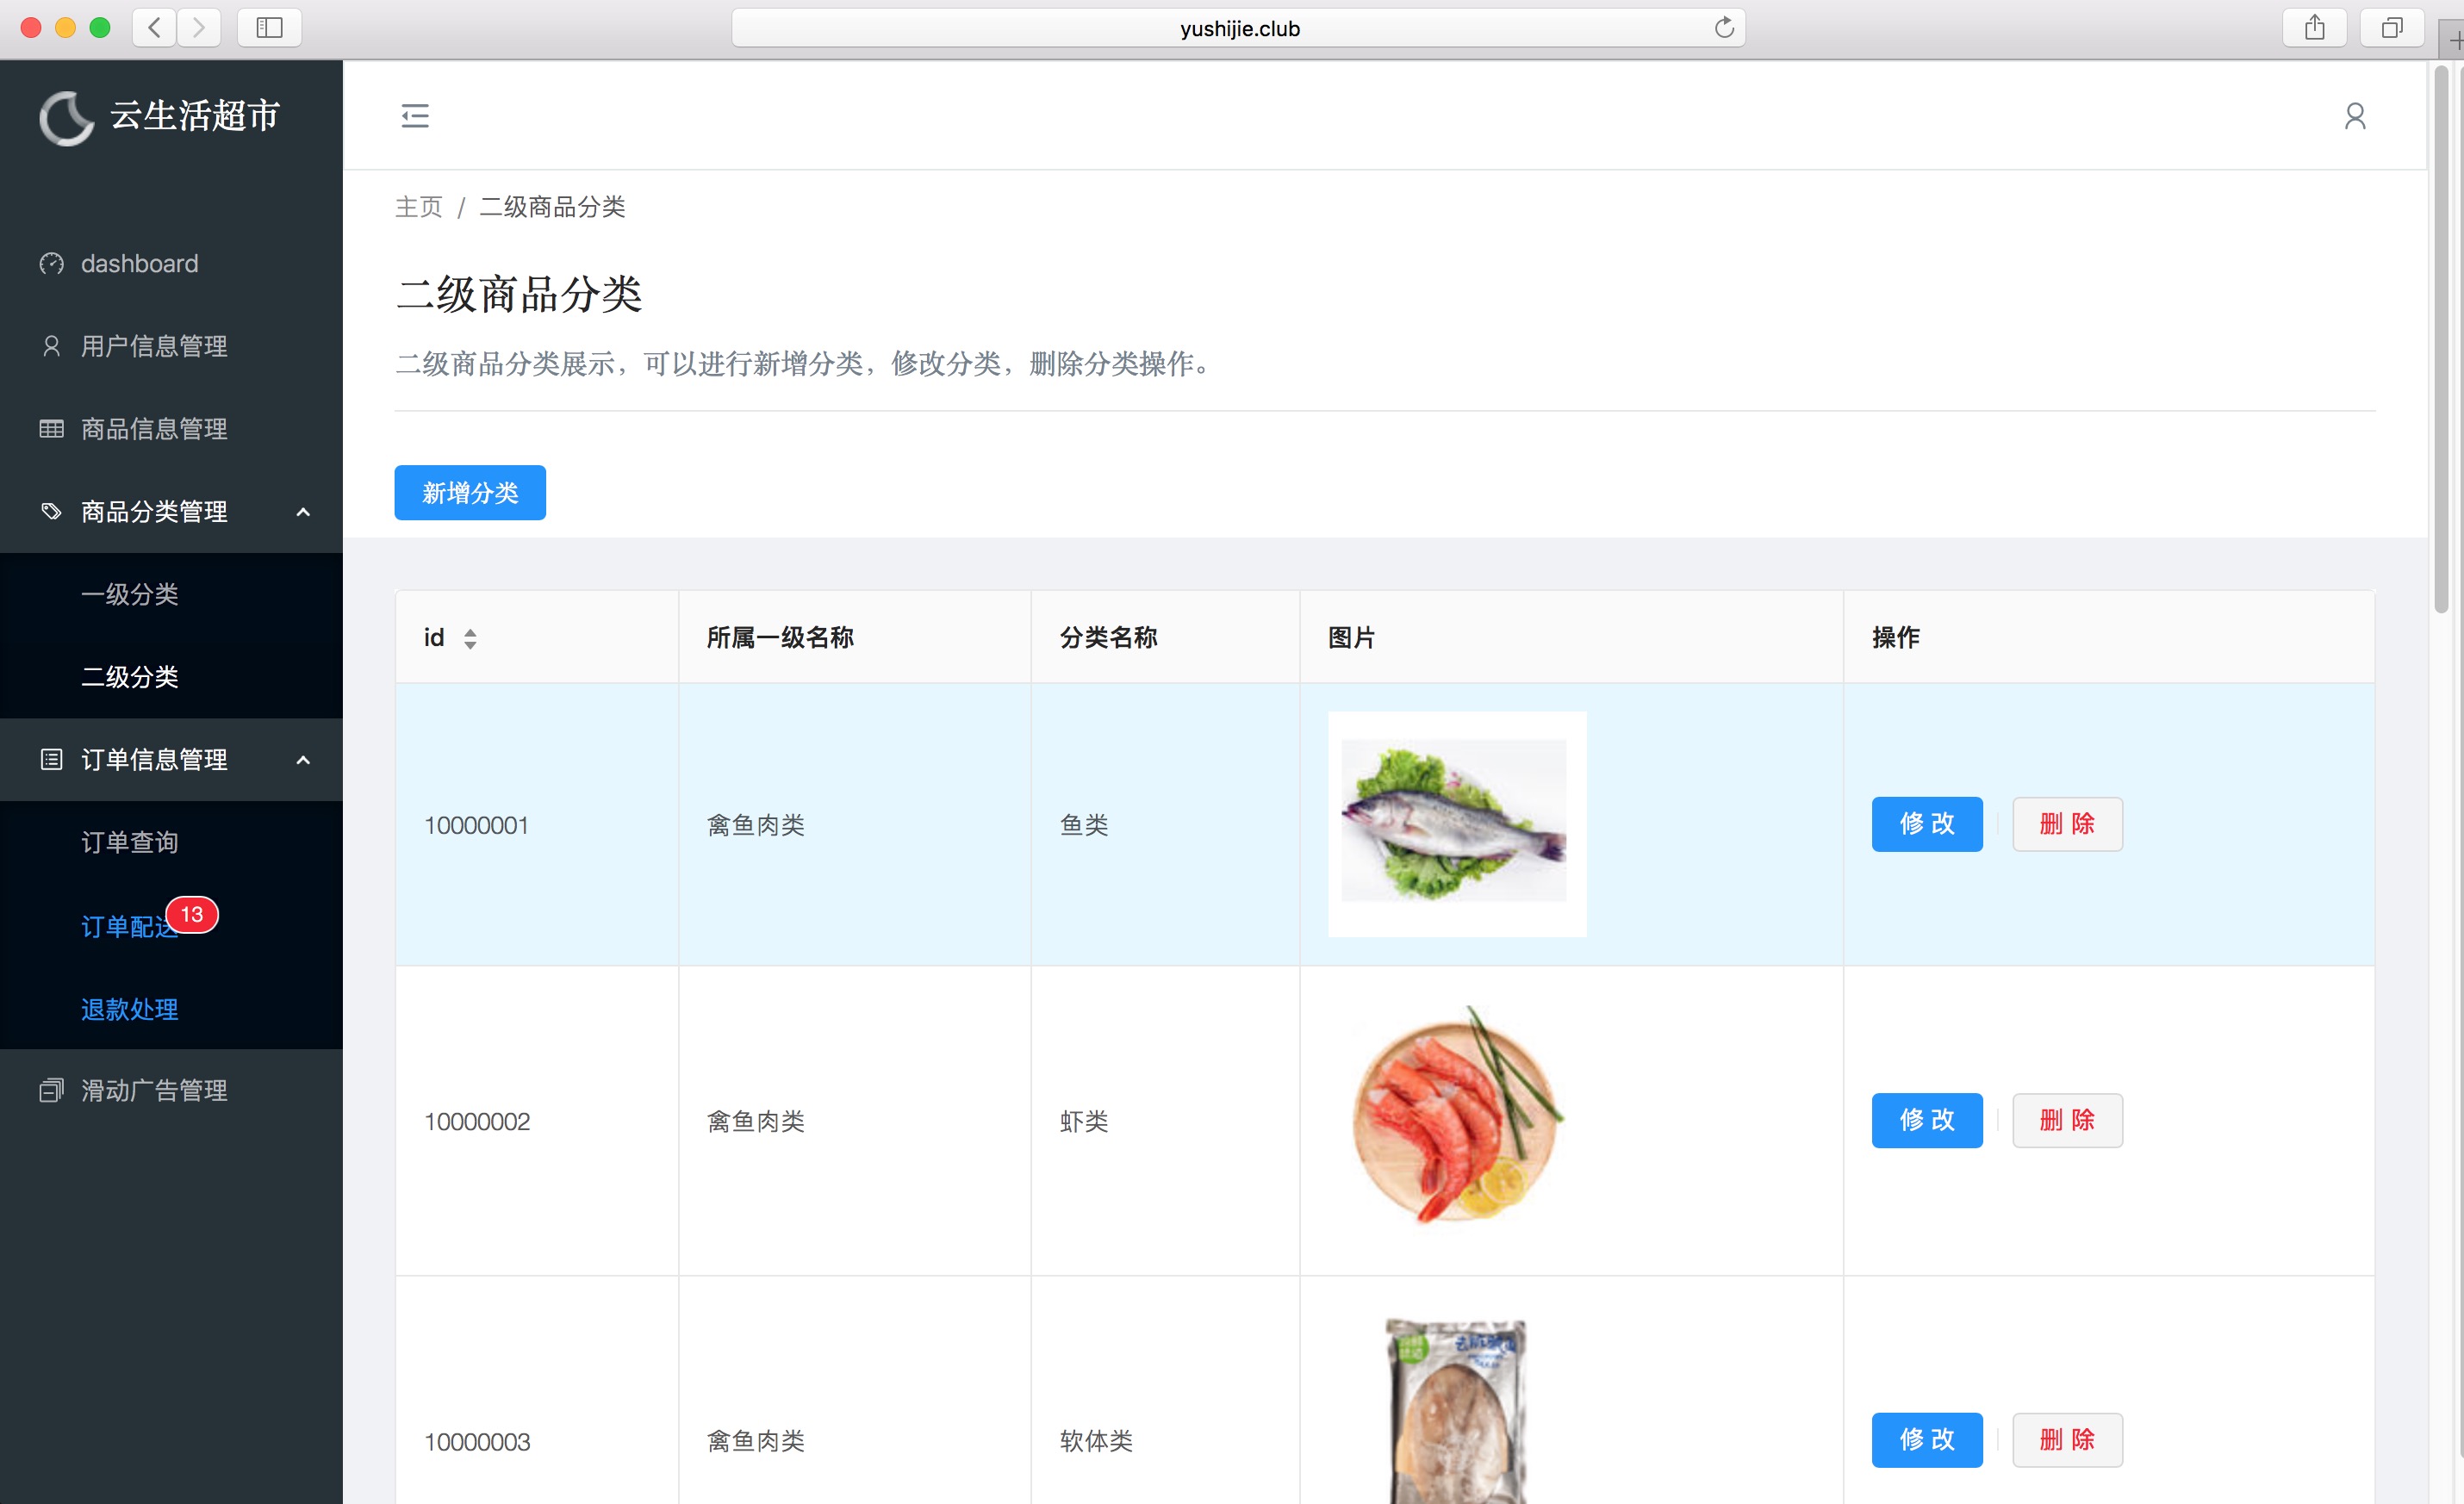 yushijie.club
云生活超市
dashboard
用户信息管理
商品信息管理
商品分类管理
一级分类
二级分类
订单信息管理
订单查询
订单配送
13
退款处理
滑动广告管理
主页 / 二级商品分类
二级商品分类
二级商品分类展示，可以进行新增分类，修改分类，删除分类操作。
新增分类
id 所属一级名称 分类名称 图片 操作
10000001 禽鱼肉类 鱼类 修 改 删 除
10000002 禽鱼肉类 虾类 修 改 删 除
10000003 禽鱼肉类 软体类 修 改 删 除